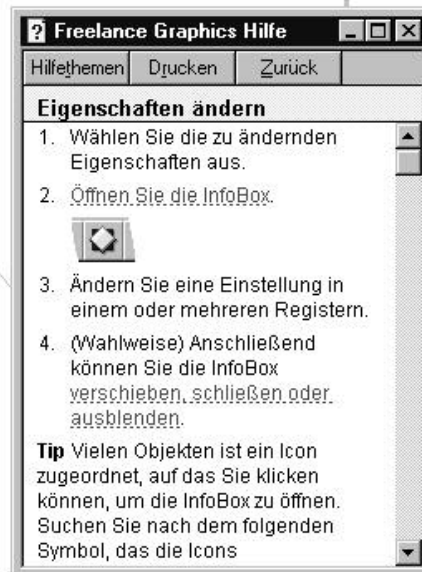 Freelance Graphics Hilfe
Hilfethemen Drucken Zurück
Eigenschaften ändern
1. Wählen Sie die zu ändernden
Eigenschaften aus.
2. Öffnen Sie die InfoBox.
3. Ändern Sie eine Einstellung in
einem oder mehreren Registern.
4. (Wahlweise) Anschließend
können Sie die InfoBox
verschieben, schließen oder
ausblenden.
Tip Vielen Objekten ist ein Icon
zugeordnet, auf das Sie klicken
können, um die InfoBox zu öffnen.
Suchen Sie nach dem folgenden
Symbol, das die Icons